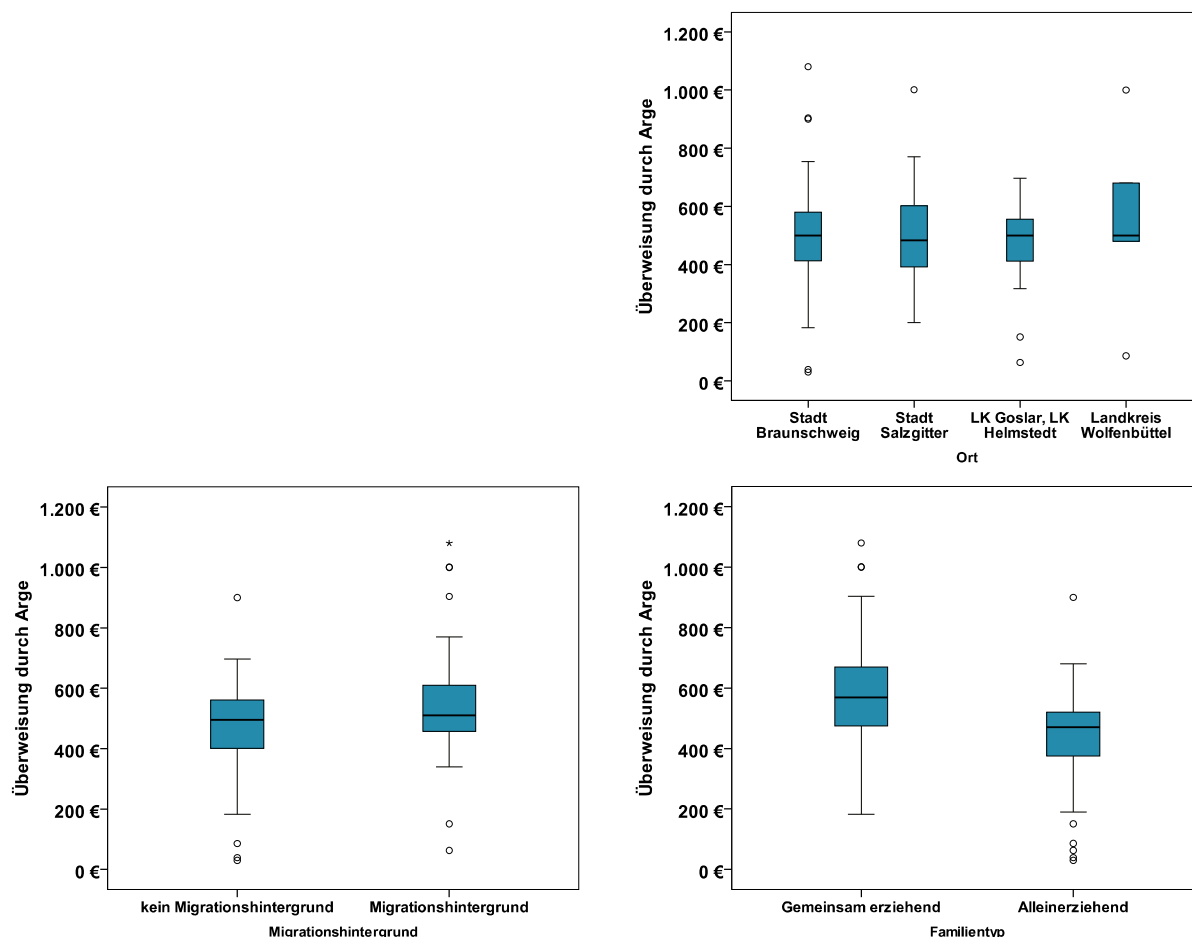 Überweisung durch Arge
1.200 €
1.000 €
800 €
600 €
400 €
200 €
0 €
Stadt Braunschweig
Stadt Salzgitter
LK Goslar, LK Helmstedt
Landkreis Wolfenbüttel
Ort
Überweisung durch Arge
1.200 €
1.000 €
800 €
600 €
400 €
200 €
0 €
kein Migrationshintergrund
Migrationshintergrund
Migrationshintergrund
Überweisung durch Arge
1.200 €
1.000 €
800 €
600 €
400 €
200 €
0 €
Gemeinsam erziehend
Alleinerziehend
Familientyp